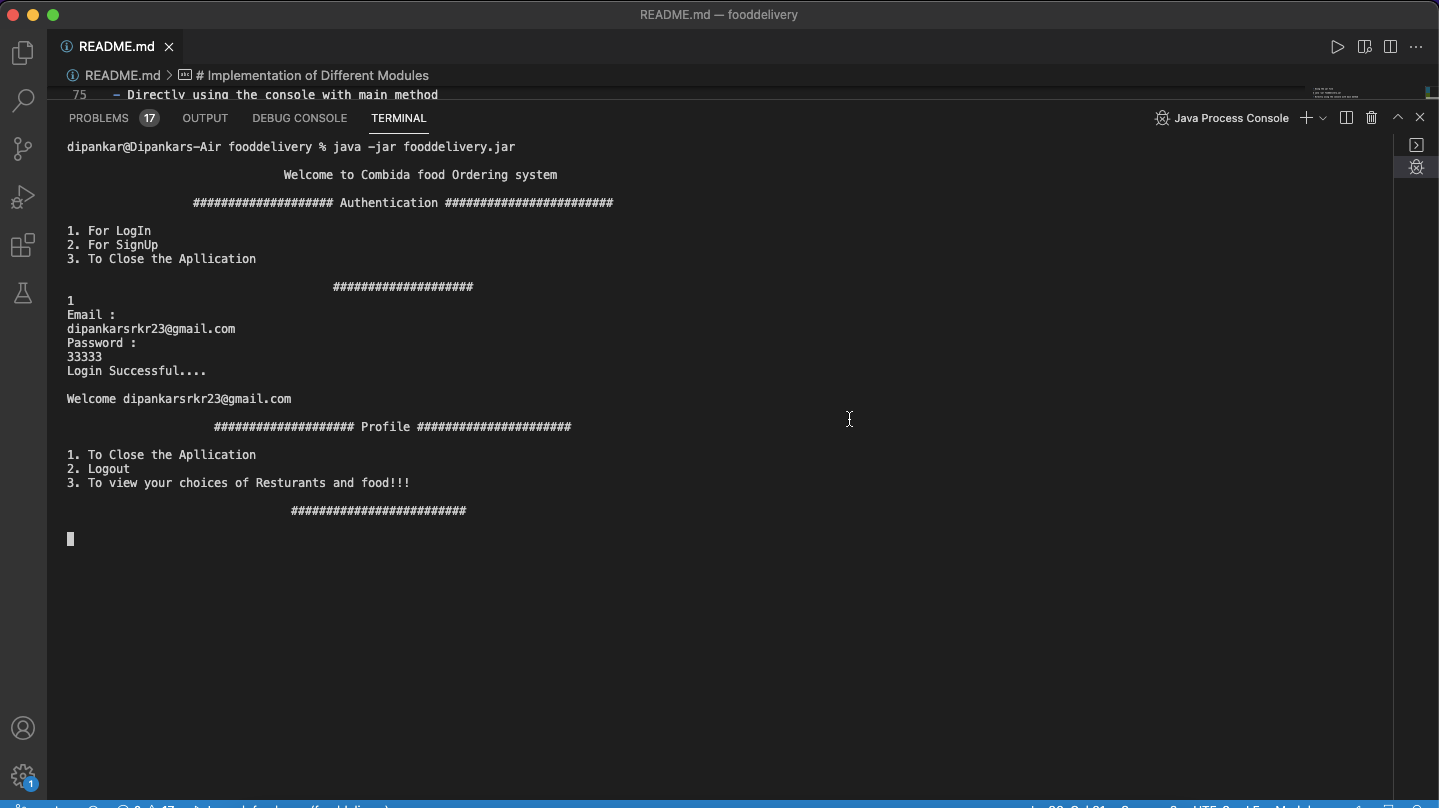 README.md — fooddelivery
README.md
README.md > # Implementation of Different Modules
75 - Directly using the console with main method
PROBLEMS 17 OUTPUT DEBUG CONSOLE TERMINAL Java Process Console
dipankar@Dipankars-Air fooddelivery % java -jar fooddelivery.jar
Welcome to Combida food Ordering system
#################### Authentication ########################
1. For LogIn
2. For SignUp
3. To Close the Apllication
####################
1
Email :
dipankarsrkr23@gmail.com
Password :
33333
Login Successful....
Welcome dipankarsrkr23@gmail.com
#################### Profile ######################
1. To Close the Apllication
2. Logout
3. To view your choices of Resturants and food!!!
#########################
1